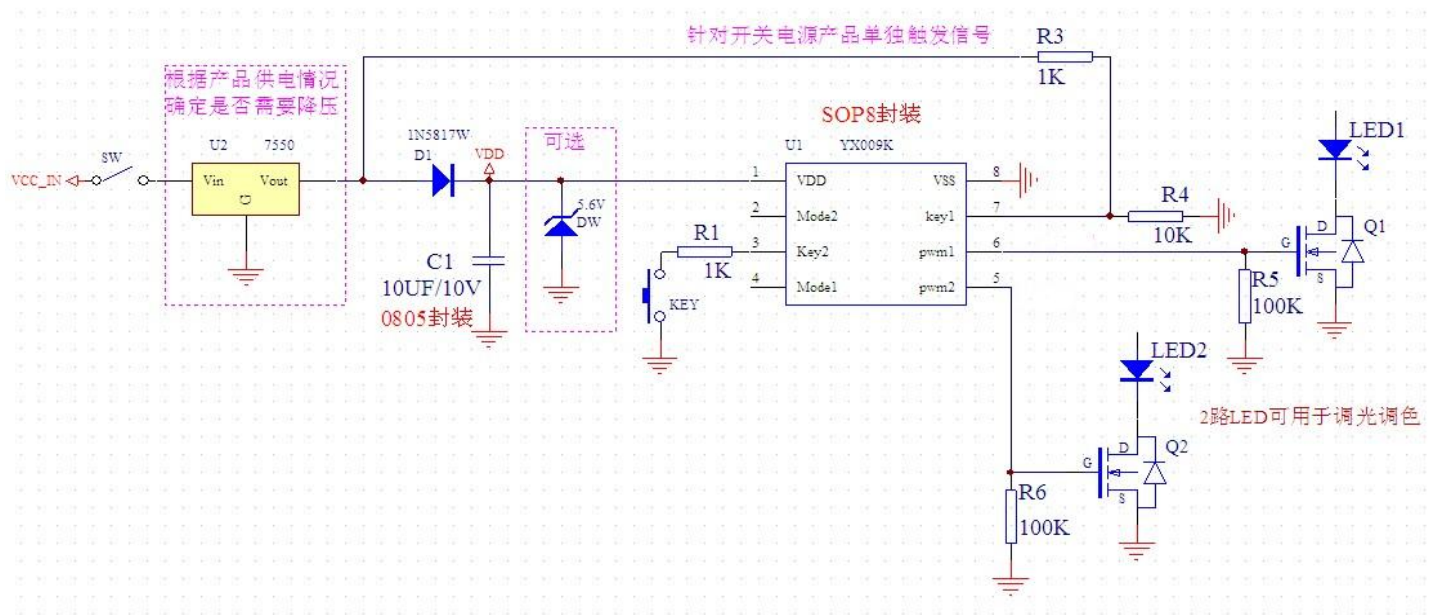 针对开关电源产品单独触发信号
R3
1K
根据产品供电情况
确定是否需要降压
SOP8封装
LED1
U2 7550
1N5817W
D1
VDD
可选
U1 YX009K
SW
VCC_IN
Vin Vout
G
1 VDD VSS 8
5.6V
DW
2 Mode2 key1 7
R4
10K
D
Q1
G
S
R1
1K
3 Key2 pwm1 6
C1
10UF/10V
0805封装
4 Mode1 pwm2 5
KEY
R5
100K
LED2
2路LED可用于调光调色
D
Q2
G
S
R6
100K